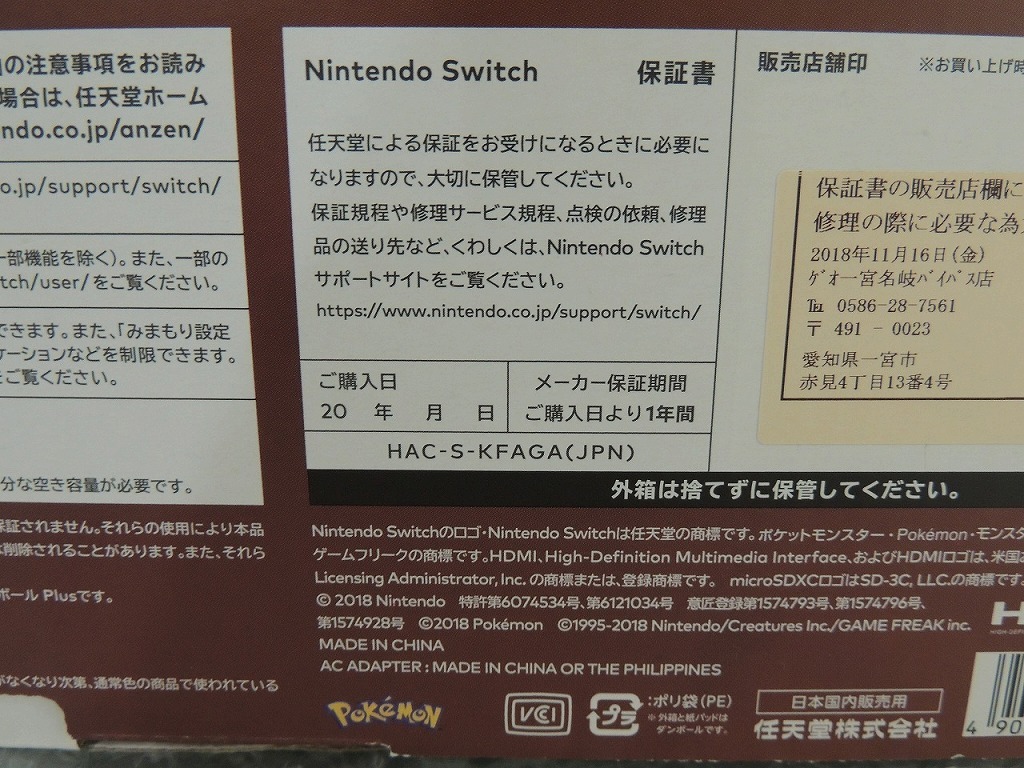 の注意事項をお読み
場合は、任天堂ホーム
ndo.co.jp/anzen/
o.jp/support/switch/
一部機能を除く)。また、一部の
tch/user/をご覧ください。
できます。また、「みまもり設定
ケーションなどを制限できます。
ご覧ください。
分な空き容量が必要です。
保証されません。それらの使用により本品
は削除されることがあります。また、それら
ボール Plusです。
がなくなり次第、通常色の商品で使われている
Nintendo Switch 保証書
任天堂による保証をお受けになるときに必要に
なりますので、大切に保管してください。
保証規程や修理サービス規程、点検の依頼、修理
品の送り先など、くわしくは、Nintendo Switch
サポートサイトをご覧ください。
https://www.nintendo.co.jp/support/switch/
ご購入日
20 年 月 日
メーカー保証期間
ご購入日より1年間
HAC-S-KFAGA(JPN)
販売店舗印 ※お買い上げ時
保証書の販売店欄に
修理の際に必要な為
2018年11月16日(金)
ゲオ一宮名岐バイパス店
℡ 0586-28-7561
〒 491 - 0023
愛知県一宮市
赤見4丁目13番4号
外箱は捨てずに保管してください。
Nintendo Switchのロゴ・Nintendo Switchは任天堂の商標です。ポケットモンスター・Pokémon・モンス
ゲームフリークの商標です。HDMI、High-Definition Multimedia Interface、およびHDMIロゴは、米国
Licensing Administrator, Inc. の商標または、登録商標です。 microSDXCロゴはSD-3C, LLC.の商標です。
© 2018 Nintendo 特許第6074534号、第6121034号 意匠登録第1574793号、第1574796号、
第1574928号 ©2018 Pokémon ©1995-2018 Nintendo/Creatures Inc./GAME FREAK inc.
MADE IN CHINA
AC ADAPTER : MADE IN CHINA OR THE PHILIPPINES
POKéMON
VCCI
プラ
:ポリ袋(PE)
※外箱と紙パッドは
ダンボールです。
日本国内販売用
任天堂株式会社
H
HIGH-DEF
4 90